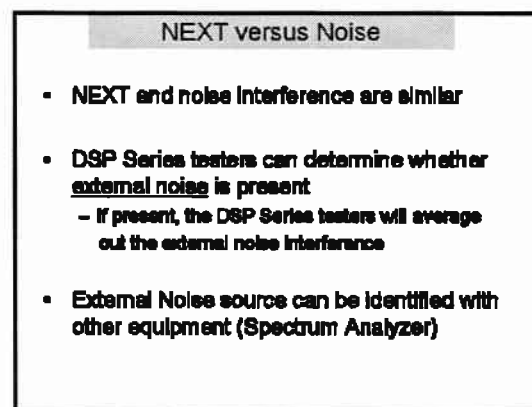 NEXT versus Noise
• NEXT and noise interference are similar
• DSP Series testers can determine whether
external noise is present
– If present, the DSP Series testers will average
out the external noise interference
• External Noise source can be identified with
other equipment (Spectrum Analyzer)